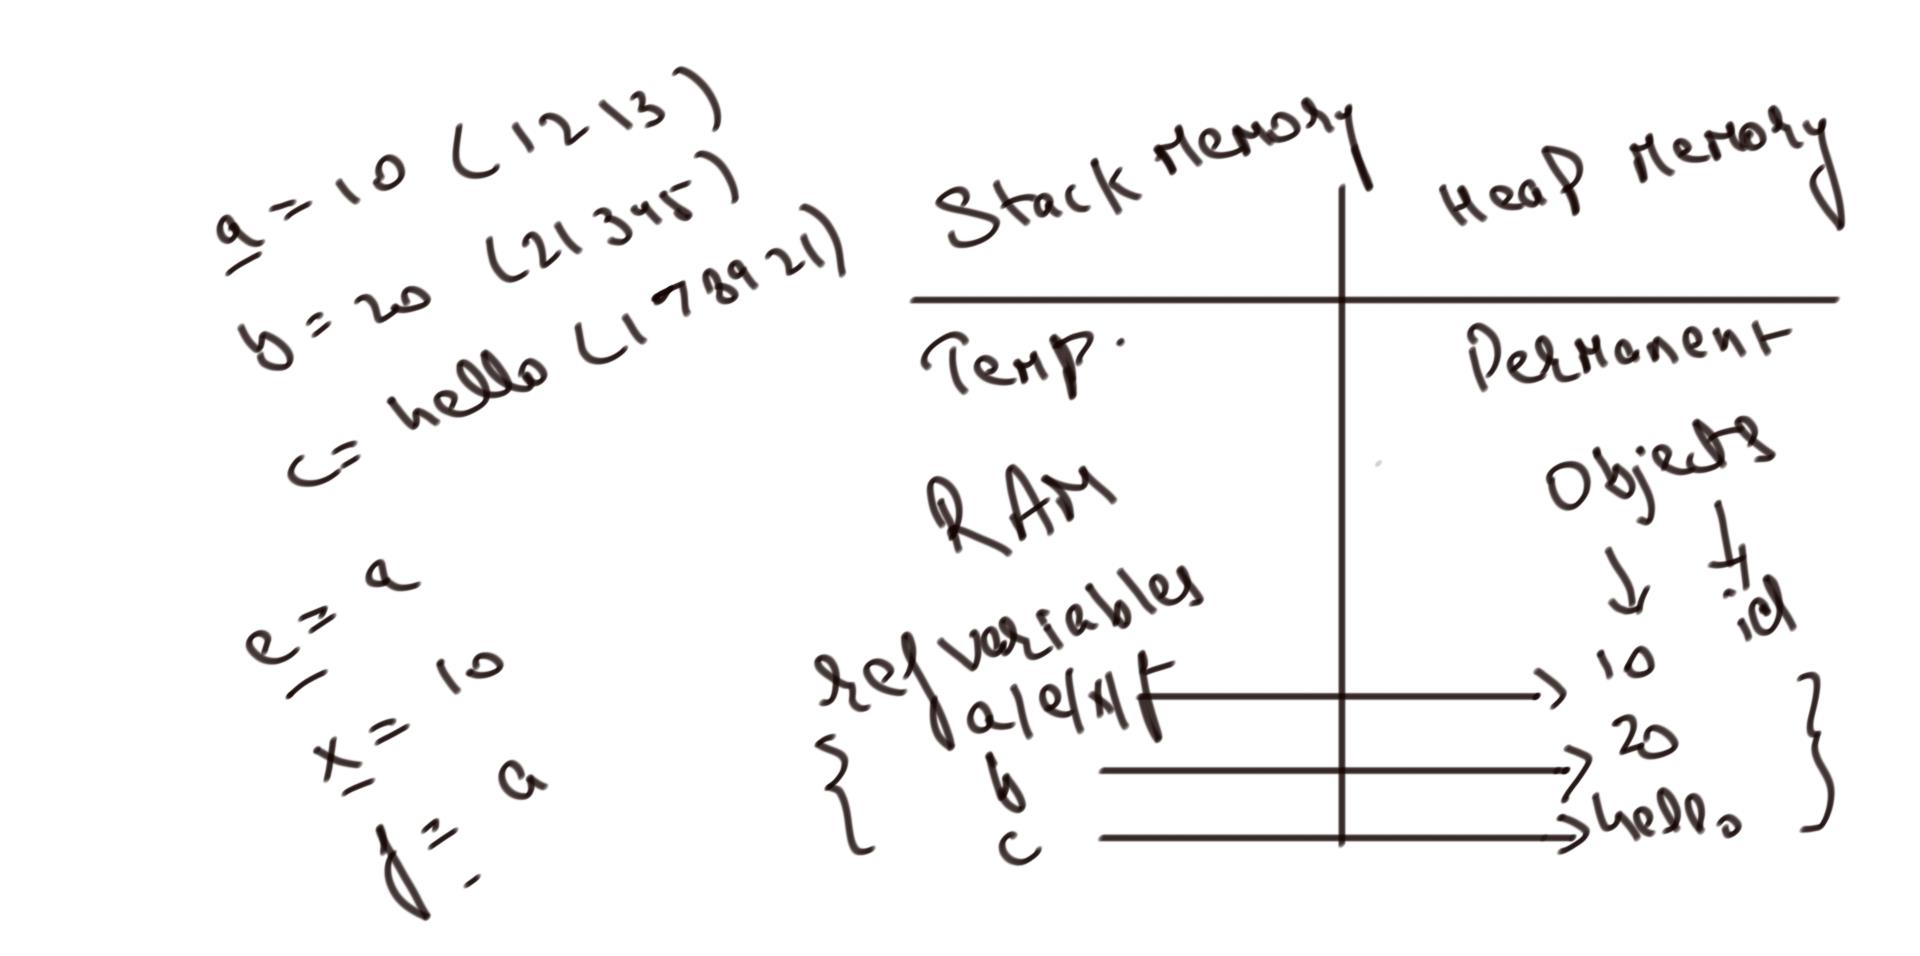 a = 10 (1213)
b = 20 (21345)
c = hello (178921)
e = a
x = 10
f = a
Stack Memory
Heap Memory
Temp.
Permanent
RAM
Objects
id
ref variables
a/e/x/f
10
b
20
c
hello